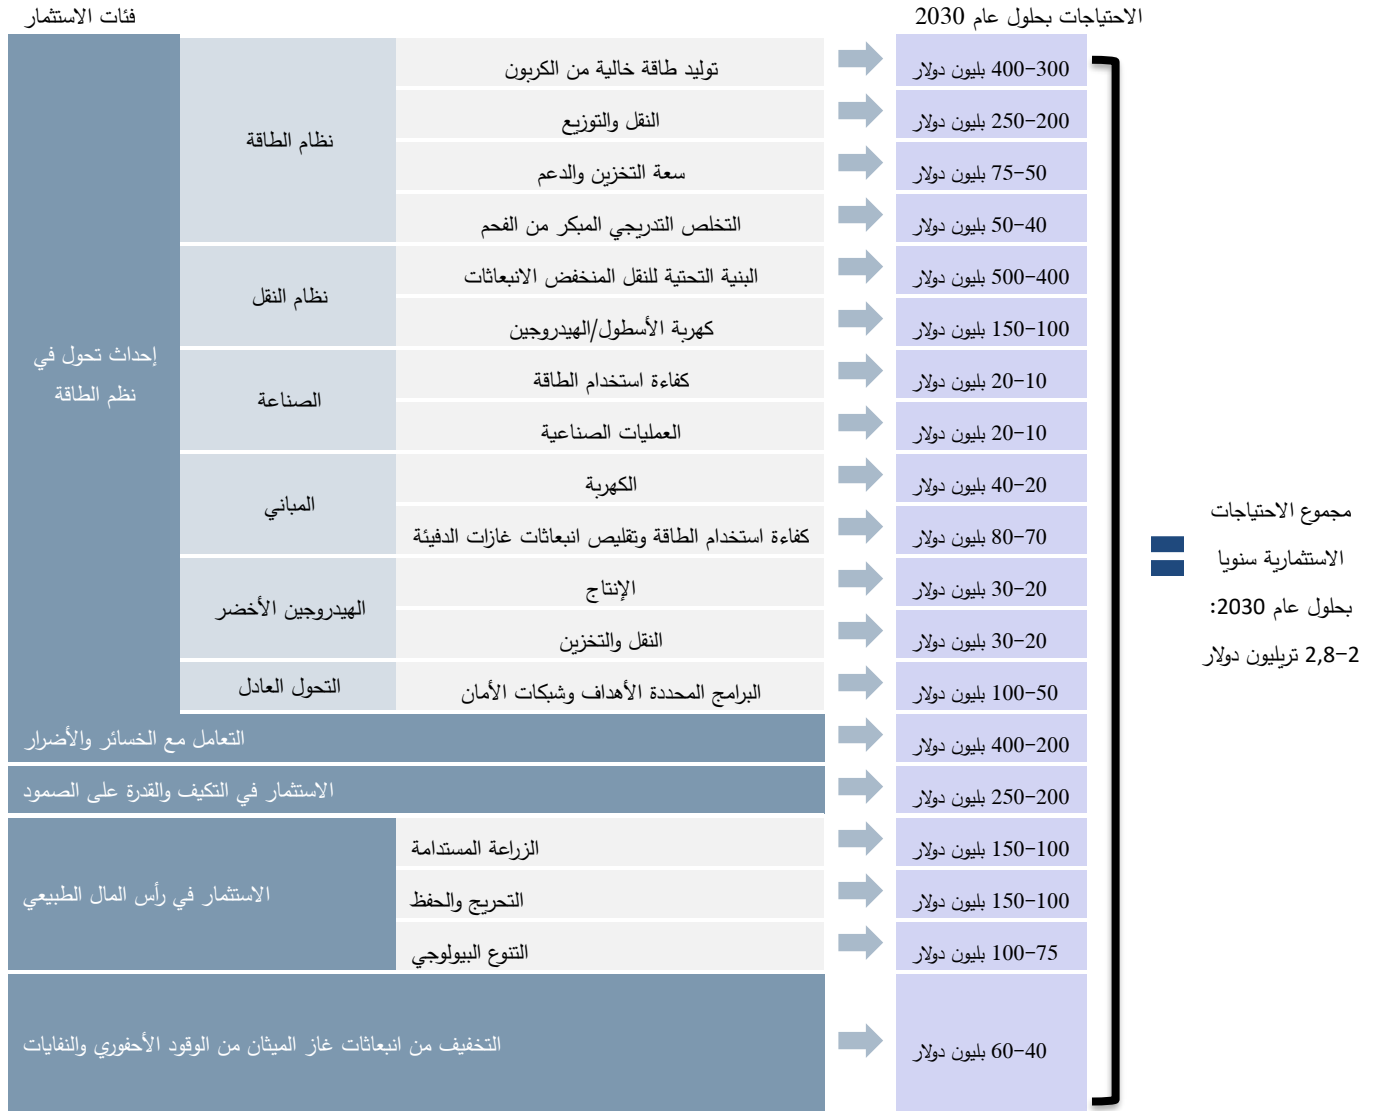 فئات الاستثمار
الاحتياجات بحلول عام 2030
إحداث تحول في
نظم الطاقة
نظام الطاقة
توليد طاقة خالية من الكربون
300-400 بليون دولار
النقل والتوزيع
200-250 بليون دولار
سعة التخزين والدعم
50-75 بليون دولار
التخلص التدريجي المبكر من الفحم
40-50 بليون دولار
نظام النقل
البنية التحتية للنقل المنخفض الانبعاثات
400-500 بليون دولار
كهربة الأسطول/الهيدروجين
100-150 بليون دولار
الصناعة
كفاءة استخدام الطاقة
10-20 بليون دولار
العمليات الصناعية
10-20 بليون دولار
المباني
الكهربة
20-40 بليون دولار
كفاءة استخدام الطاقة وتقليص انبعاثات غازات الدفيئة
70-80 بليون دولار
الهيدروجين الأخضر
الإنتاج
20-30 بليون دولار
النقل والتخزين
20-30 بليون دولار
التحول العادل
البرامج المحددة الأهداف وشبكات الأمان
50-100 بليون دولار
التعامل مع الخسائر والأضرار
200-400 بليون دولار
الاستثمار في التكيف والقدرة على الصمود
200-250 بليون دولار
الاستثمار في رأس المال الطبيعي
الزراعة المستدامة
100-150 بليون دولار
التحريج والحفظ
100-150 بليون دولار
التنوع البيولوجي
75-100 بليون دولار
التخفيف من انبعاثات غاز الميثان من الوقود الأحفوري والنفايات
40-60 بليون دولار
مجموع الاحتياجات
الاستثمارية سنويا
بحلول عام 2030:
2-2,8 تريليون دولار